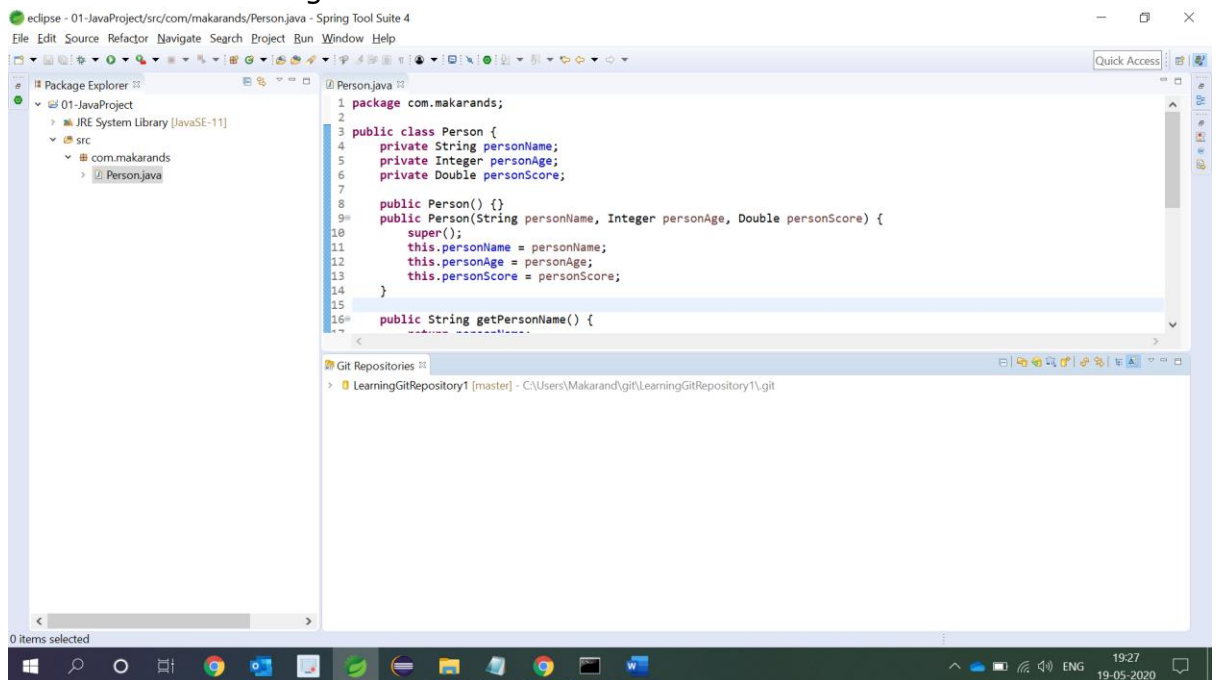 eclipse - 01-JavaProject/src/com/makarands/Person.java - Spring Tool Suite 4
File Edit Source Refactor Navigate Search Project Run Window Help
Quick Access
Package Explorer
01-JavaProject
JRE System Library [JavaSE-11]
src
com.makarands
Person.java
Person.java
1 package com.makarands;
2
3 public class Person {
4 private String personName;
5 private Integer personAge;
6 private Double personScore;
7
8 public Person() {}
9 public Person(String personName, Integer personAge, Double personScore) {
10 super();
11 this.personName = personName;
12 this.personAge = personAge;
13 this.personScore = personScore;
14 }
15
16 public String getPersonName() {
Git Repositories
LearningGitRepository1 [master] - C:\Users\Makarand\git\LearningGitRepository1\.git
0 items selected
ENG
19:27
19-05-2020